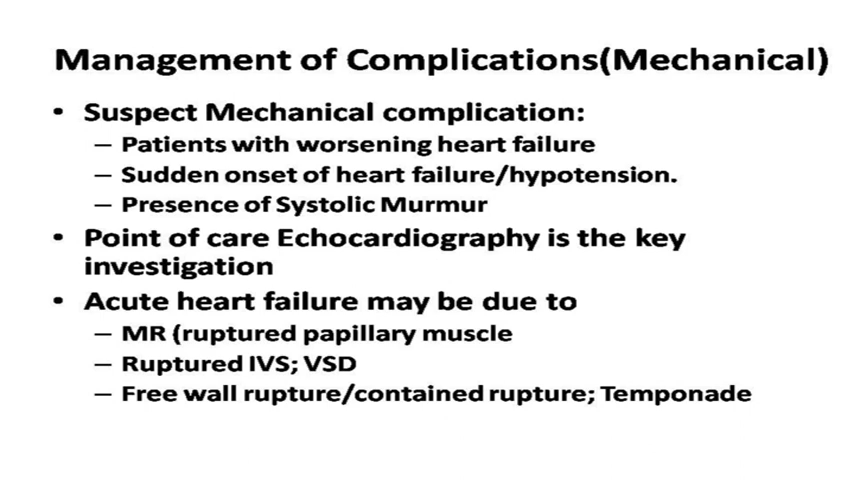 Management of Complications(Mechanical)
• Suspect Mechanical complication:
– Patients with worsening heart failure
– Sudden onset of heart failure/hypotension.
– Presence of Systolic Murmur
• Point of care Echocardiography is the key
investigation
• Acute heart failure may be due to
– MR (ruptured papillary muscle
– Ruptured IVS; VSD
– Free wall rupture/contained rupture; Temponade